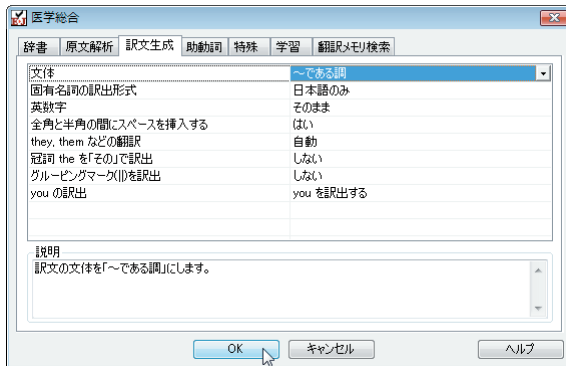 医学総合
辞書 原文解析 訳文生成 助動詞 特殊 学習 翻訳メモリ検索
文体 ～である調
固有名詞の訳出形式 日本語のみ
英数字 そのまま
全角と半角の間にスペースを挿入する はい
they, them などの翻訳 自動
冠詞 the を「その」で訳出 しない
グルーピングマーク(||)を訳出 しない
you の訳出 you を訳出する
説明
訳文の文体を「～である調」にします。
OK キャンセル ヘルプ